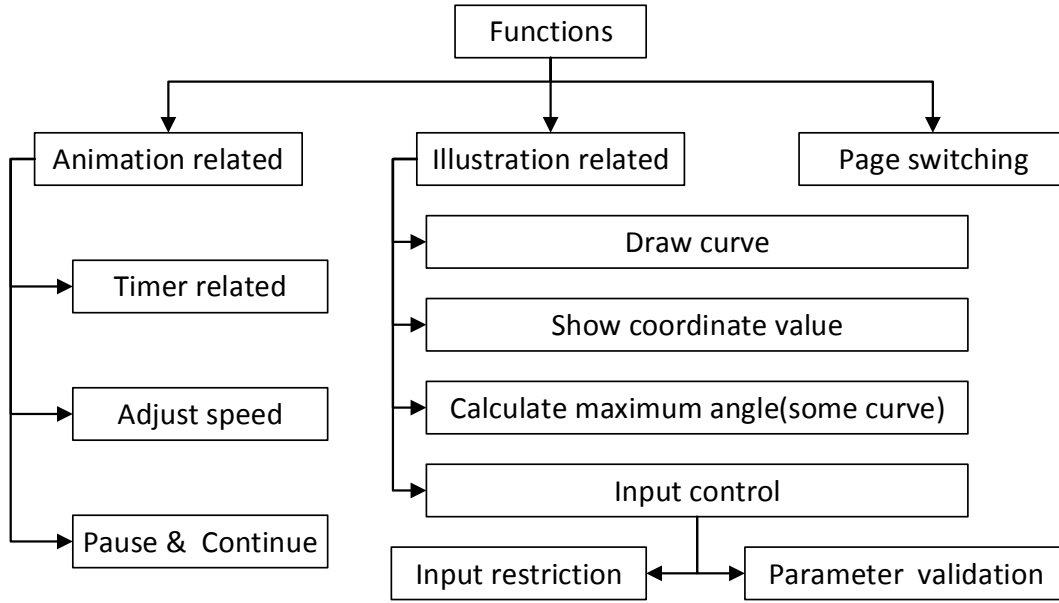 Functions
Animation related
Illustration related
Page switching
Timer related
Adjust speed
Pause & Continue
Draw curve
Show coordinate value
Calculate maximum angle(some curve)
Input control
Input restriction
Parameter validation